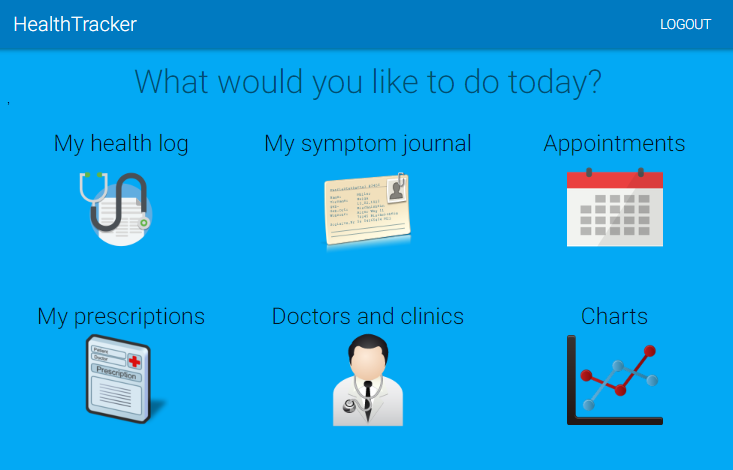 HealthTracker
LOGOUT
What would you like to do today?
,
My health log
My symptom journal
Appointments
My prescriptions
Doctors and clinics
Charts
Patient
Doctor
Prescription